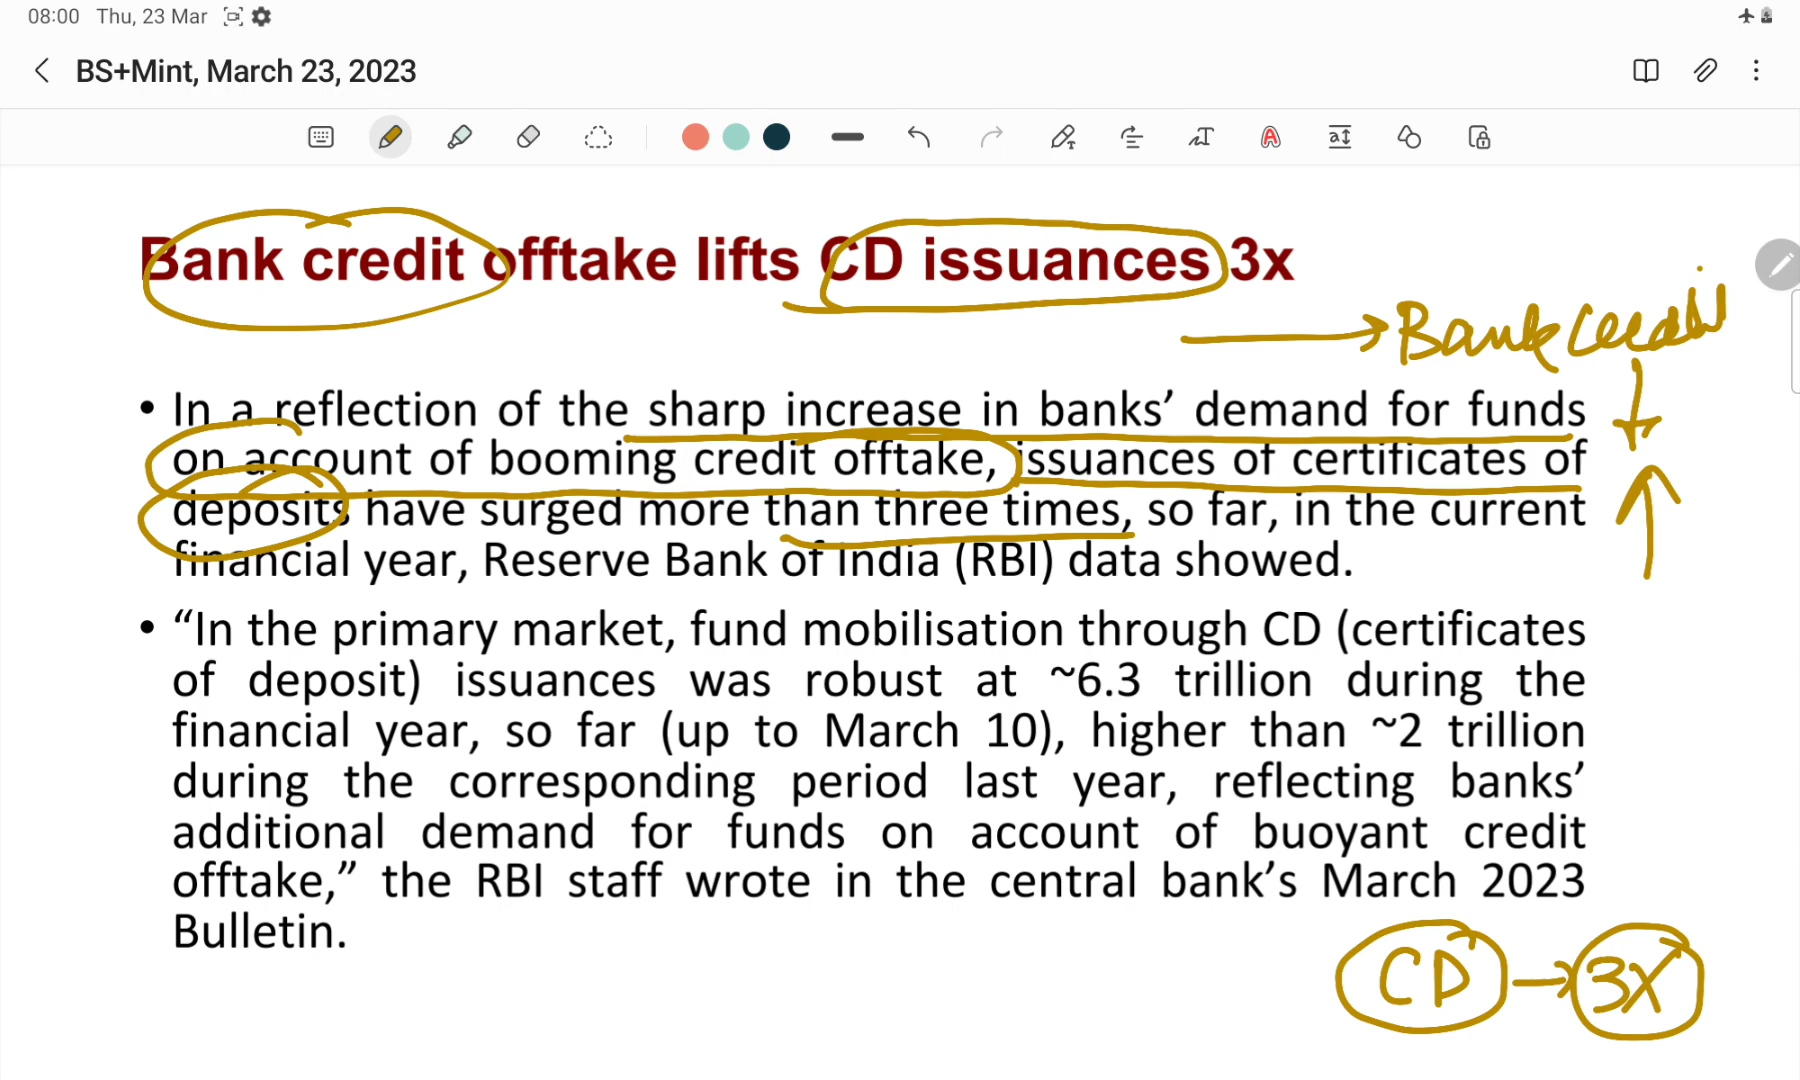 08:00 Thu, 23 Mar
BS+Mint, March 23, 2023
Bank credit offtake lifts CD issuances 3x
Bank credit
• In a reflection of the sharp increase in banks’ demand for funds
on account of booming credit offtake, issuances of certificates of
deposits have surged more than three times, so far, in the current
financial year, Reserve Bank of India (RBI) data showed.
• “In the primary market, fund mobilisation through CD (certificates
of deposit) issuances was robust at ~6.3 trillion during the
financial year, so far (up to March 10), higher than ~2 trillion
during the corresponding period last year, reflecting banks’
additional demand for funds on account of buoyant credit
offtake,” the RBI staff wrote in the central bank’s March 2023
Bulletin.
CD → 3X